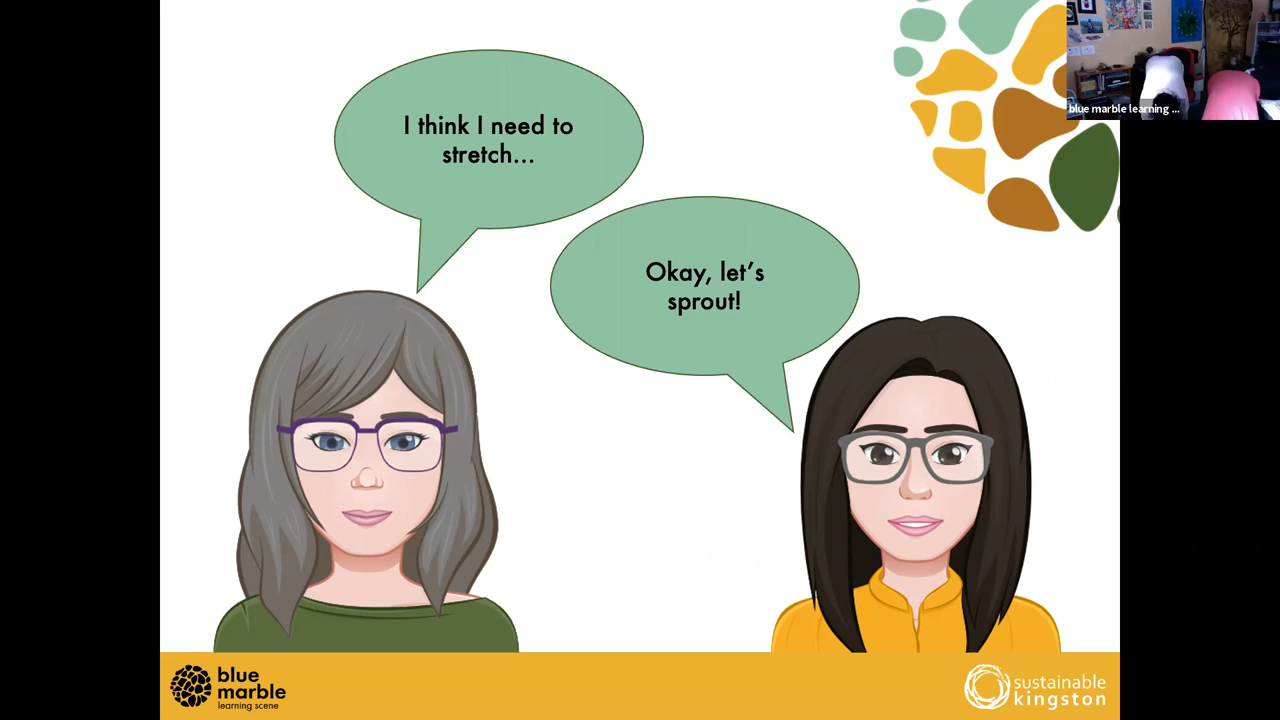 I think I need to
stretch...
Okay, let's
sprout!
blue marble learning ...
blue
marble
learning scene
sustainable
kingston